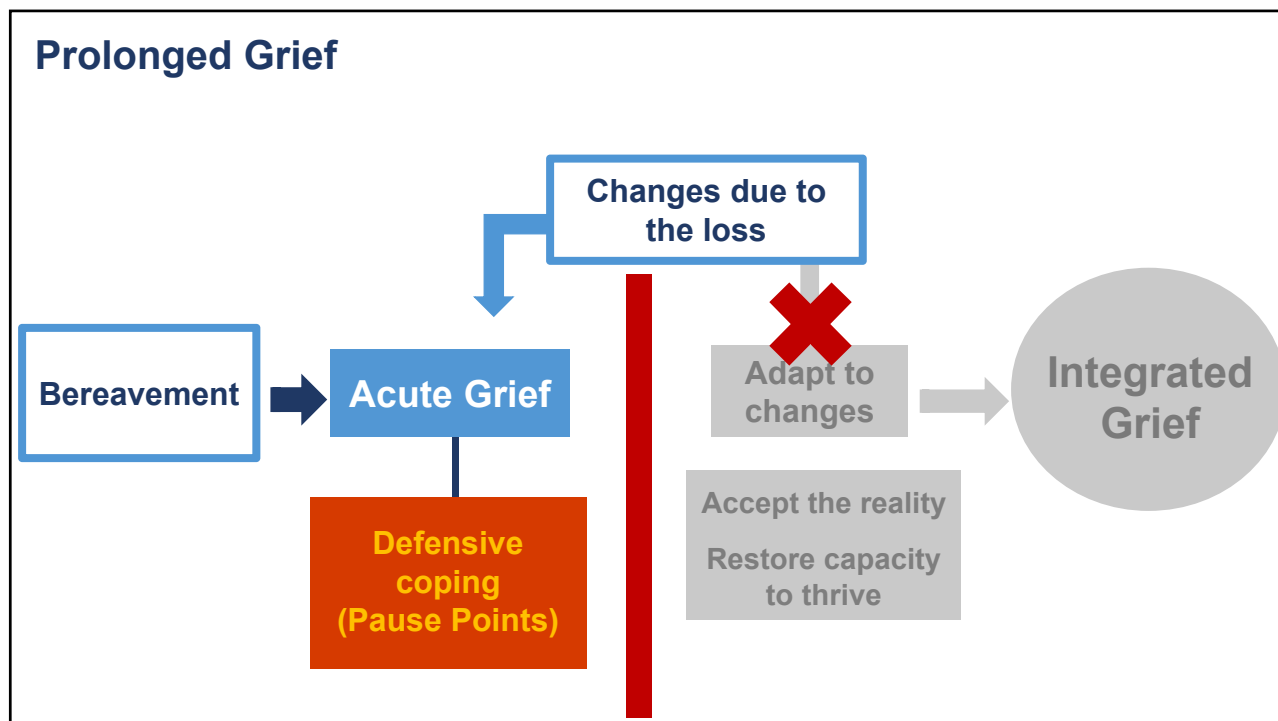 Prolonged Grief
Changes due to
the loss
Bereavement
Acute Grief
Adapt to
changes
Integrated
Grief
Defensive
coping
(Pause Points)
Accept the reality
Restore capacity
to thrive